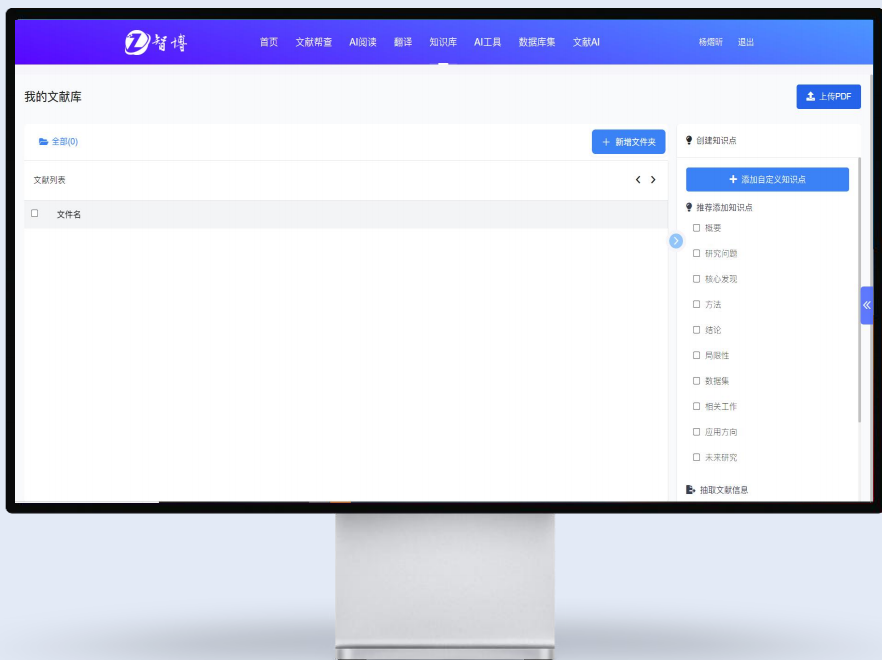 智博
首页 文献帮查 AI阅读 翻译 知识库 AI工具 数据库集 文献AI 杨熠昕 退出
我的文献库
上传PDF
全部(0)
新增文件夹
文献列表
文件名
创建知识点
添加自定义知识点
推荐添加知识点
概要
研究问题
核心发现
方法
结论
局限性
数据集
相关工作
应用方向
未来研究
抽取文献信息